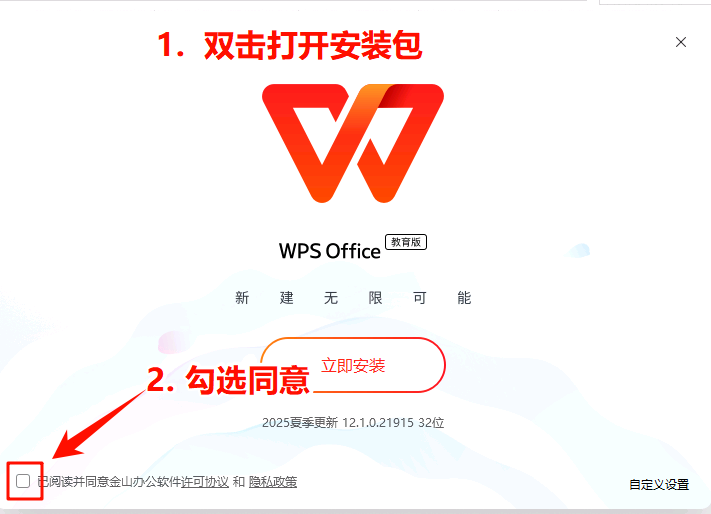 1. 双击打开安装包
WPS Office 教育版
新建无限可能
立即安装
2. 勾选同意
2025夏季更新 12.1.0.21915 32位
已阅读并同意金山办公软件许可协议 和 隐私政策
自定义设置